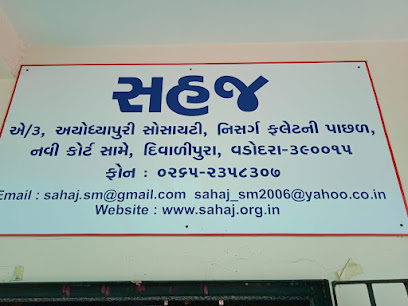 સહજ
એ/૩, અયોધ્યાપુરી સોસાયટી, નિસર્ગ ફ્લેટની પાછળ,
નવી કોર્ટ સામે, દિવાળીપુરા, વડોદરા-૩૯૦૦૧૫
ફોન : ૦૨૬૫-૨૩૫૮૩૦૭
Email : sahaj.sm@gmail.com sahaj_sm2006@yahoo.co.in
Website : www.sahaj.org.in